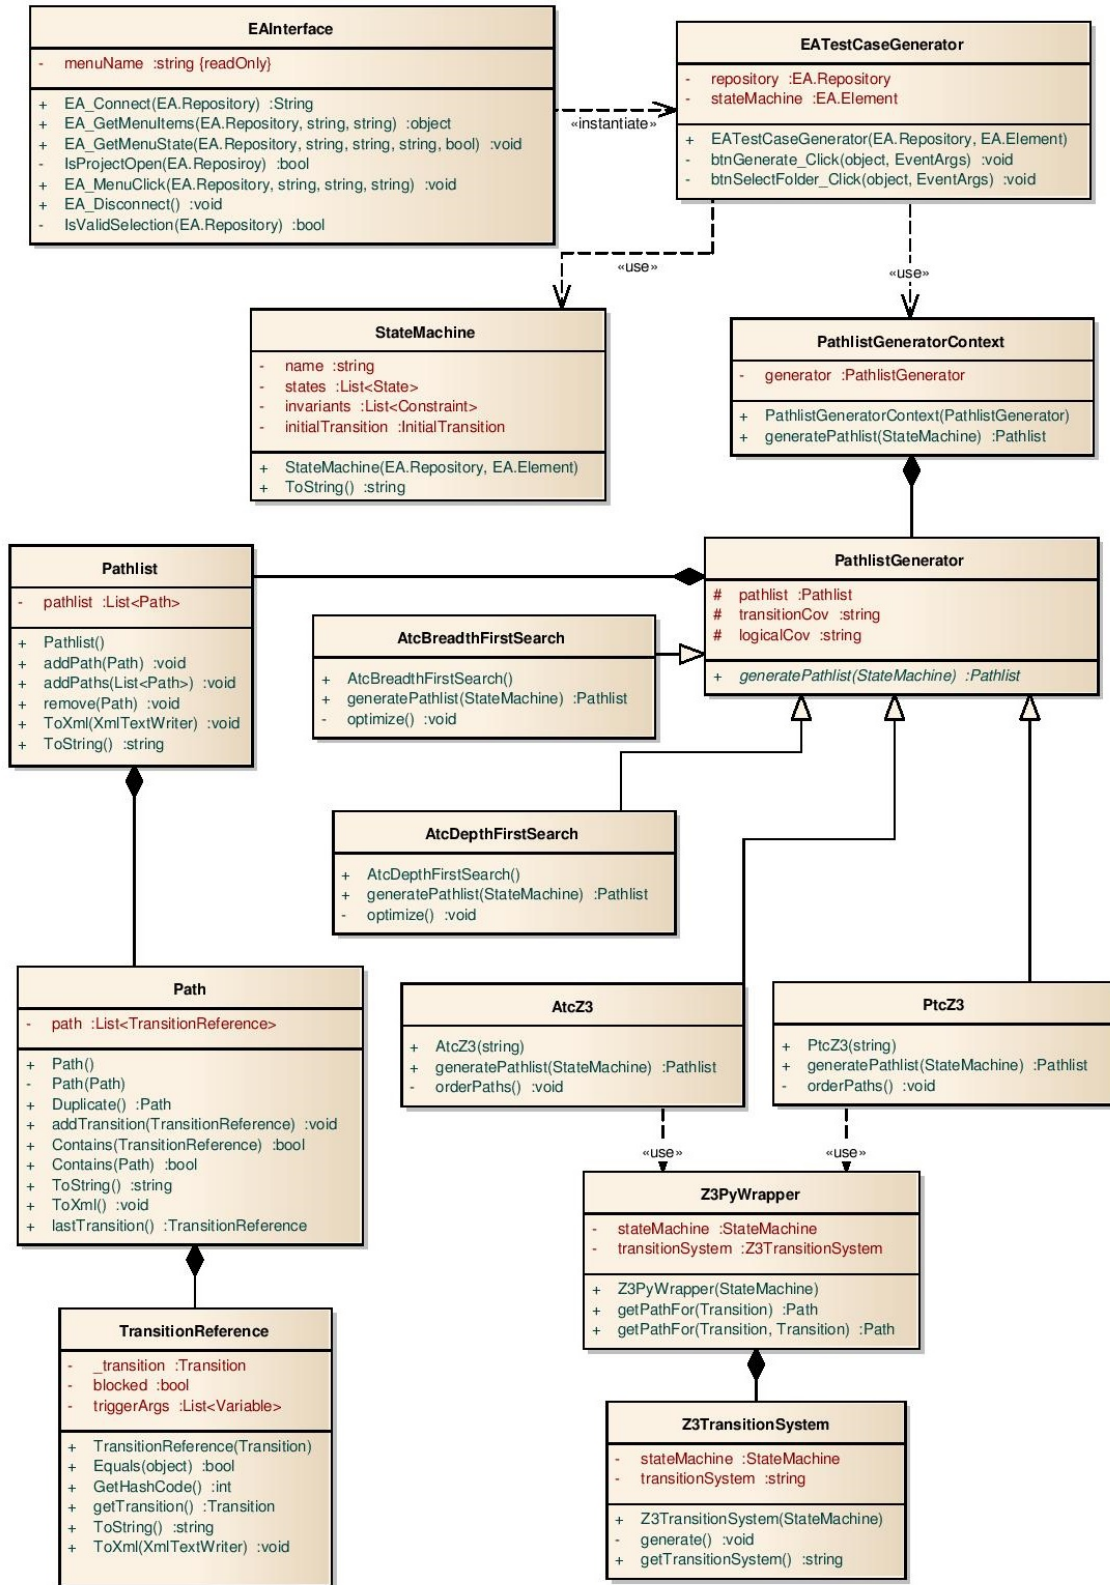 EAInterface
- menuName :string {readOnly}
+ EA_Connect(EA.Repository) :String
+ EA_GetMenuItems(EA.Repository, string, string) :object
+ EA_GetMenuState(EA.Repository, string, string, string, bool) :void
- IsProjectOpen(EA.Reposiroy) :bool
+ EA_MenuClick(EA.Repository, string, string, string) :void
+ EA_Disconnect() :void
- IsValidSelection(EA.Repository) :bool
«instantiate»
EATestCaseGenerator
- repository :EA.Repository
- stateMachine :EA.Element
+ EATestCaseGenerator(EA.Repository, EA.Element)
- btnGenerate_Click(object, EventArgs) :void
- btnSelectFolder_Click(object, EventArgs) :void
«use»
«use»
StateMachine
- name :string
- states :List<State>
- invariants :List<Constraint>
- initialTransition :InitialTransition
+ StateMachine(EA.Repository, EA.Element)
+ ToString() :string
PathlistGeneratorContext
- generator :PathlistGenerator
+ PathlistGeneratorContext(PathlistGenerator)
+ generatePathlist(StateMachine) :Pathlist
Pathlist
- pathlist :List<Path>
+ Pathlist()
+ addPath(Path) :void
+ addPaths(List<Path>) :void
+ remove(Path) :void
+ ToXml(XmlTextWriter) :void
+ ToString() :string
PathlistGenerator
# pathlist :Pathlist
# transitionCov :string
# logicalCov :string
+ generatePathlist(StateMachine) :Pathlist
AtcBreadthFirstSearch
+ AtcBreadthFirstSearch()
+ generatePathlist(StateMachine) :Pathlist
- optimize() :void
AtcDepthFirstSearch
+ AtcDepthFirstSearch()
+ generatePathlist(StateMachine) :Pathlist
- optimize() :void
Path
- path :List<TransitionReference>
+ Path()
- Path(Path)
+ Duplicate() :Path
+ addTransition(TransitionReference) :void
+ Contains(TransitionReference) :bool
+ Contains(Path) :bool
+ ToString() :string
+ ToXml() :void
+ lastTransition() :TransitionReference
AtcZ3
+ AtcZ3(string)
+ generatePathlist(StateMachine) :Pathlist
- orderPaths() :void
PtcZ3
+ PtcZ3(string)
+ generatePathlist(StateMachine) :Pathlist
- orderPaths() :void
«use»
«use»
Z3PyWrapper
- stateMachine :StateMachine
- transitionSystem :Z3TransitionSystem
+ Z3PyWrapper(StateMachine)
+ getPathFor(Transition) :Path
+ getPathFor(Transition, Transition) :Path
TransitionReference
- _transition :Transition
- blocked :bool
- triggerArgs :List<Variable>
+ TransitionReference(Transition)
+ Equals(object) :bool
+ GetHashCode() :int
+ getTransition() :Transition
+ ToString() :string
+ ToXml(XmlTextWriter) :void
Z3TransitionSystem
- stateMachine :StateMachine
- transitionSystem :string
+ Z3TransitionSystem(StateMachine)
- generate() :void
+ getTransitionSystem() :string